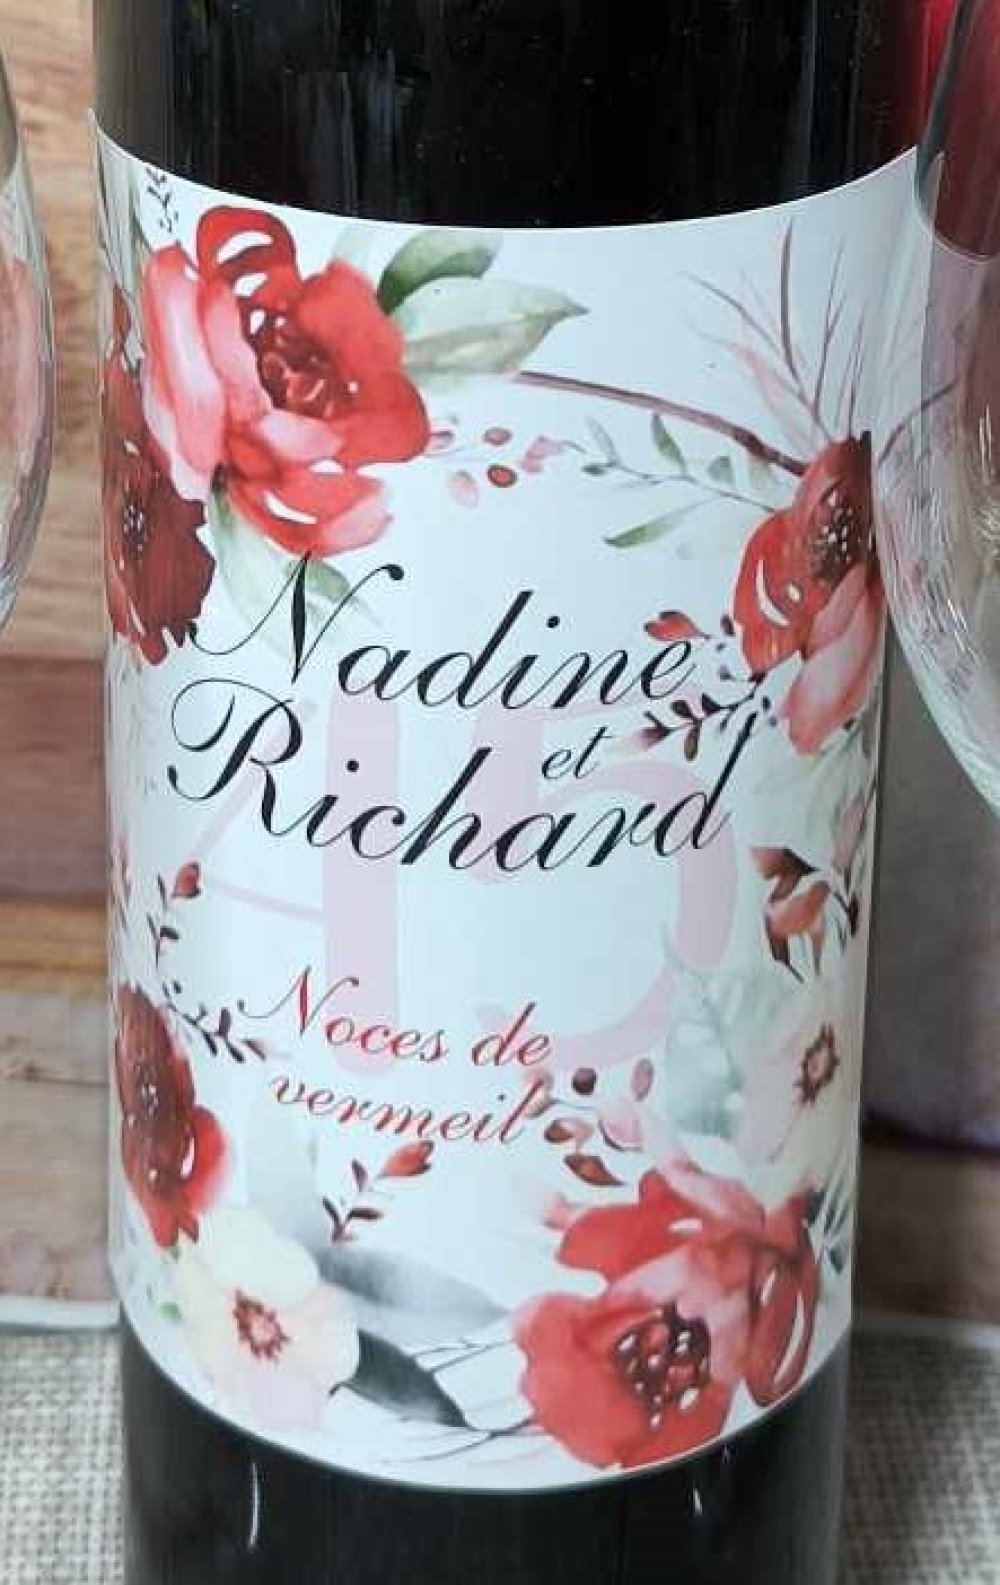 Nadine
et
Richard
45
Noces de
vermeil